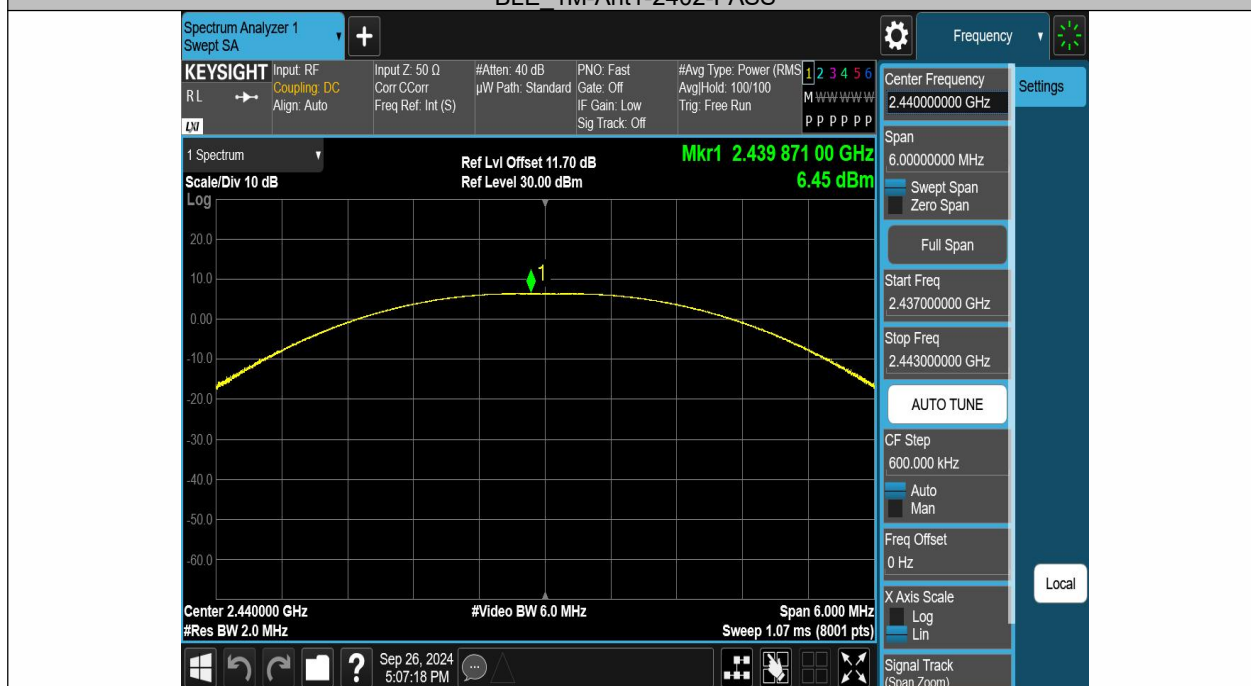 BLE_1M-Ant1-2402-PASS
Spectrum Analyzer 1
Swept SA
+
Frequency
KEYSIGHT
RL
LXI
Input: RF
Coupling: DC
Align: Auto
Input Z: 50 Ω
Corr CCorr
Freq Ref: Int (S)
#Atten: 40 dB
µW Path: Standard
PNO: Fast
Gate: Off
IF Gain: Low
Sig Track: Off
#Avg Type: Power (RMS
Avg|Hold: 100/100
Trig: Free Run
1 2 3 4 5 6
M W W W W W
P P P P P P
1 Spectrum
Scale/Div 10 dB
Log
Ref Lvl Offset 11.70 dB
Ref Level 30.00 dBm
Mkr1 2.439 871 00 GHz
6.45 dBm
20.0
10.0
0.00
-10.0
-20.0
-30.0
-40.0
-50.0
-60.0
1
Center 2.440000 GHz
#Res BW 2.0 MHz
#Video BW 6.0 MHz
Span 6.000 MHz
Sweep 1.07 ms (8001 pts)
Center Frequency
2.440000000 GHz
Settings
Span
6.00000000 MHz
Swept Span
Zero Span
Full Span
Start Freq
2.437000000 GHz
Stop Freq
2.443000000 GHz
AUTO TUNE
CF Step
600.000 kHz
Auto
Man
Freq Offset
0 Hz
X Axis Scale
Log
Lin
Local
Signal Track
(Span Zoom)
?
Sep 26, 2024
5:07:18 PM